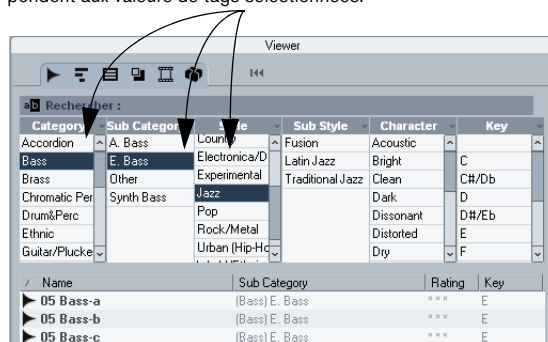 pendent aux valeurs de tags sélectionnées.
Viewer
ab Rechercher :
Category Sub Category Style Sub Style Character Key
Accordion A. Bass Country Fusion Acoustic
Bass E. Bass Electronica/D Latin Jazz Bright C
Brass Other Experimental Traditional Jazz Clean C#/Db
Chromatic Per Synth Bass Jazz Dark D
Drum&Perc Pop Dissonant D#/Eb
Ethnic Rock/Metal Distorted E
Guitar/Plucke Urban (Hip-Ho Dry F
Name Sub Category Rating Key
05 Bass-a (Bass) E. Bass *** E
05 Bass-b (Bass) E. Bass *** E
05 Bass-c (Bass) E. Bass *** E